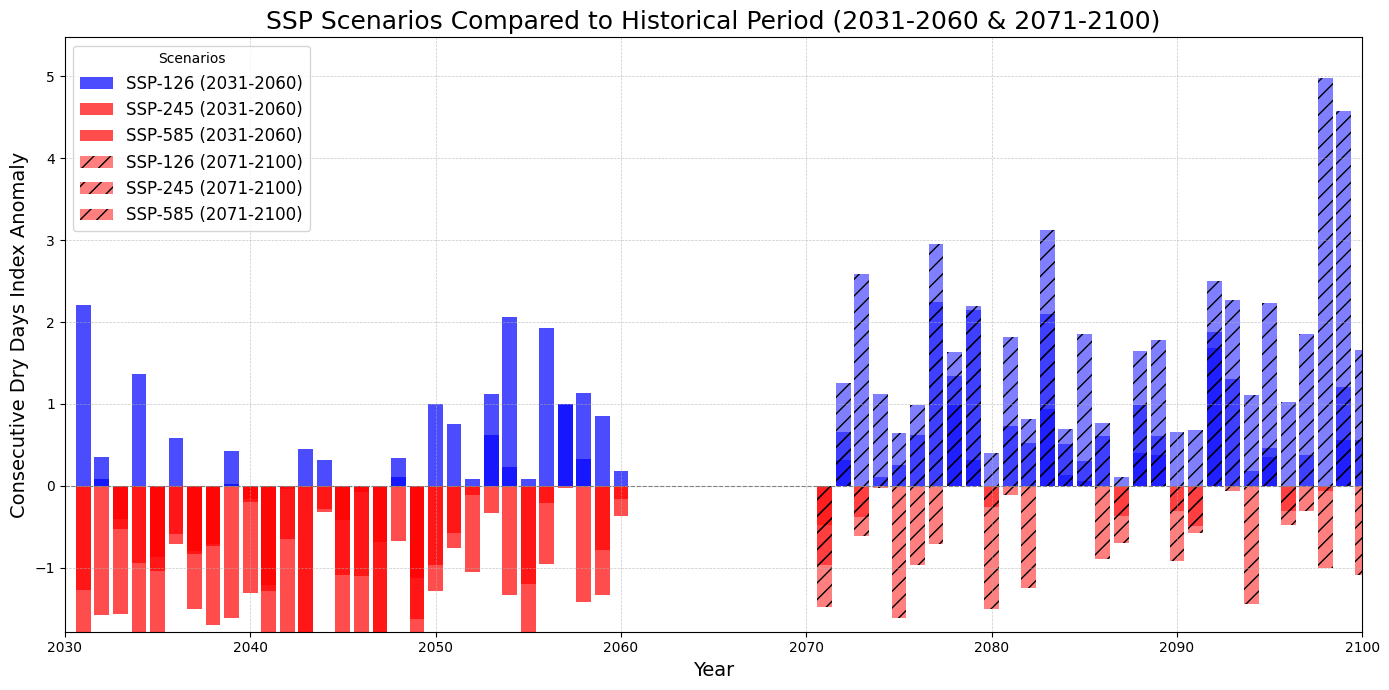 SSP Scenarios Compared to Historical Period (2031-2060 & 2071-2100)
Consecutive Dry Days Index Anomaly
5
4
3
2
1
0
−1
Scenarios
SSP-126 (2031-2060)
SSP-245 (2031-2060)
SSP-585 (2031-2060)
SSP-126 (2071-2100)
SSP-245 (2071-2100)
SSP-585 (2071-2100)
2030 2040 2050 2060 2070 2080 2090 2100
Year